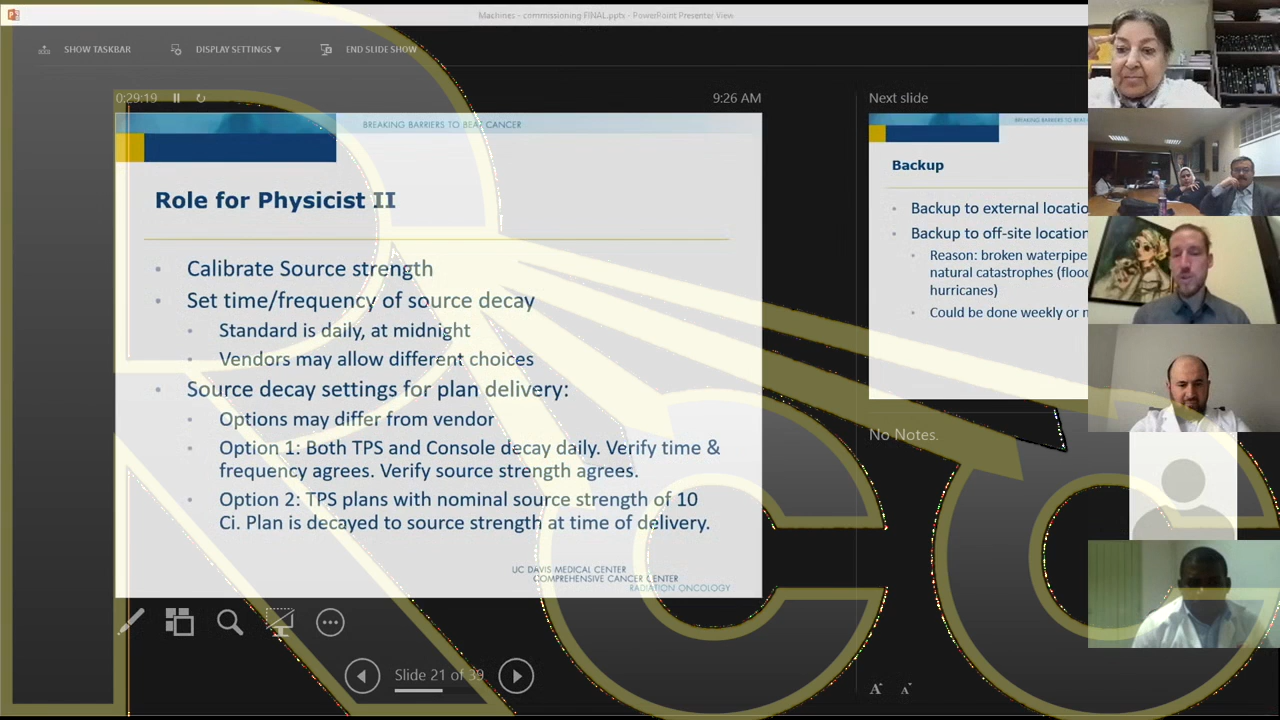 Machines - commissioning FINAL.pptx - PowerPoint Presenter View
SHOW TASKBAR
DISPLAY SETTINGS ▼
END SLIDE SHOW
0:29:19
9:26 AM
BREAKING BARRIERS TO BEAT CANCER
Role for Physicist II
• Calibrate Source strength
• Set time/frequency of source decay
• Standard is daily, at midnight
• Vendors may allow different choices
• Source decay settings for plan delivery:
• Options may differ from vendor
• Option 1: Both TPS and Console decay daily. Verify time &
frequency agrees. Verify source strength agrees.
• Option 2: TPS plans with nominal source strength of 10
Ci. Plan is decayed to source strength at time of delivery.
UC DAVIS MEDICAL CENTER
COMPREHENSIVE CANCER CENTER
RADIATION ONCOLOGY
Slide 21 of 39
Next slide
BREAKING BARRIERS TO BEAT
Backup
• Backup to external locatio
• Backup to off-site location
• Reason: broken waterpipe
natural catastrophes (flood
hurricanes)
• Could be done weekly or m
No Notes.
A A